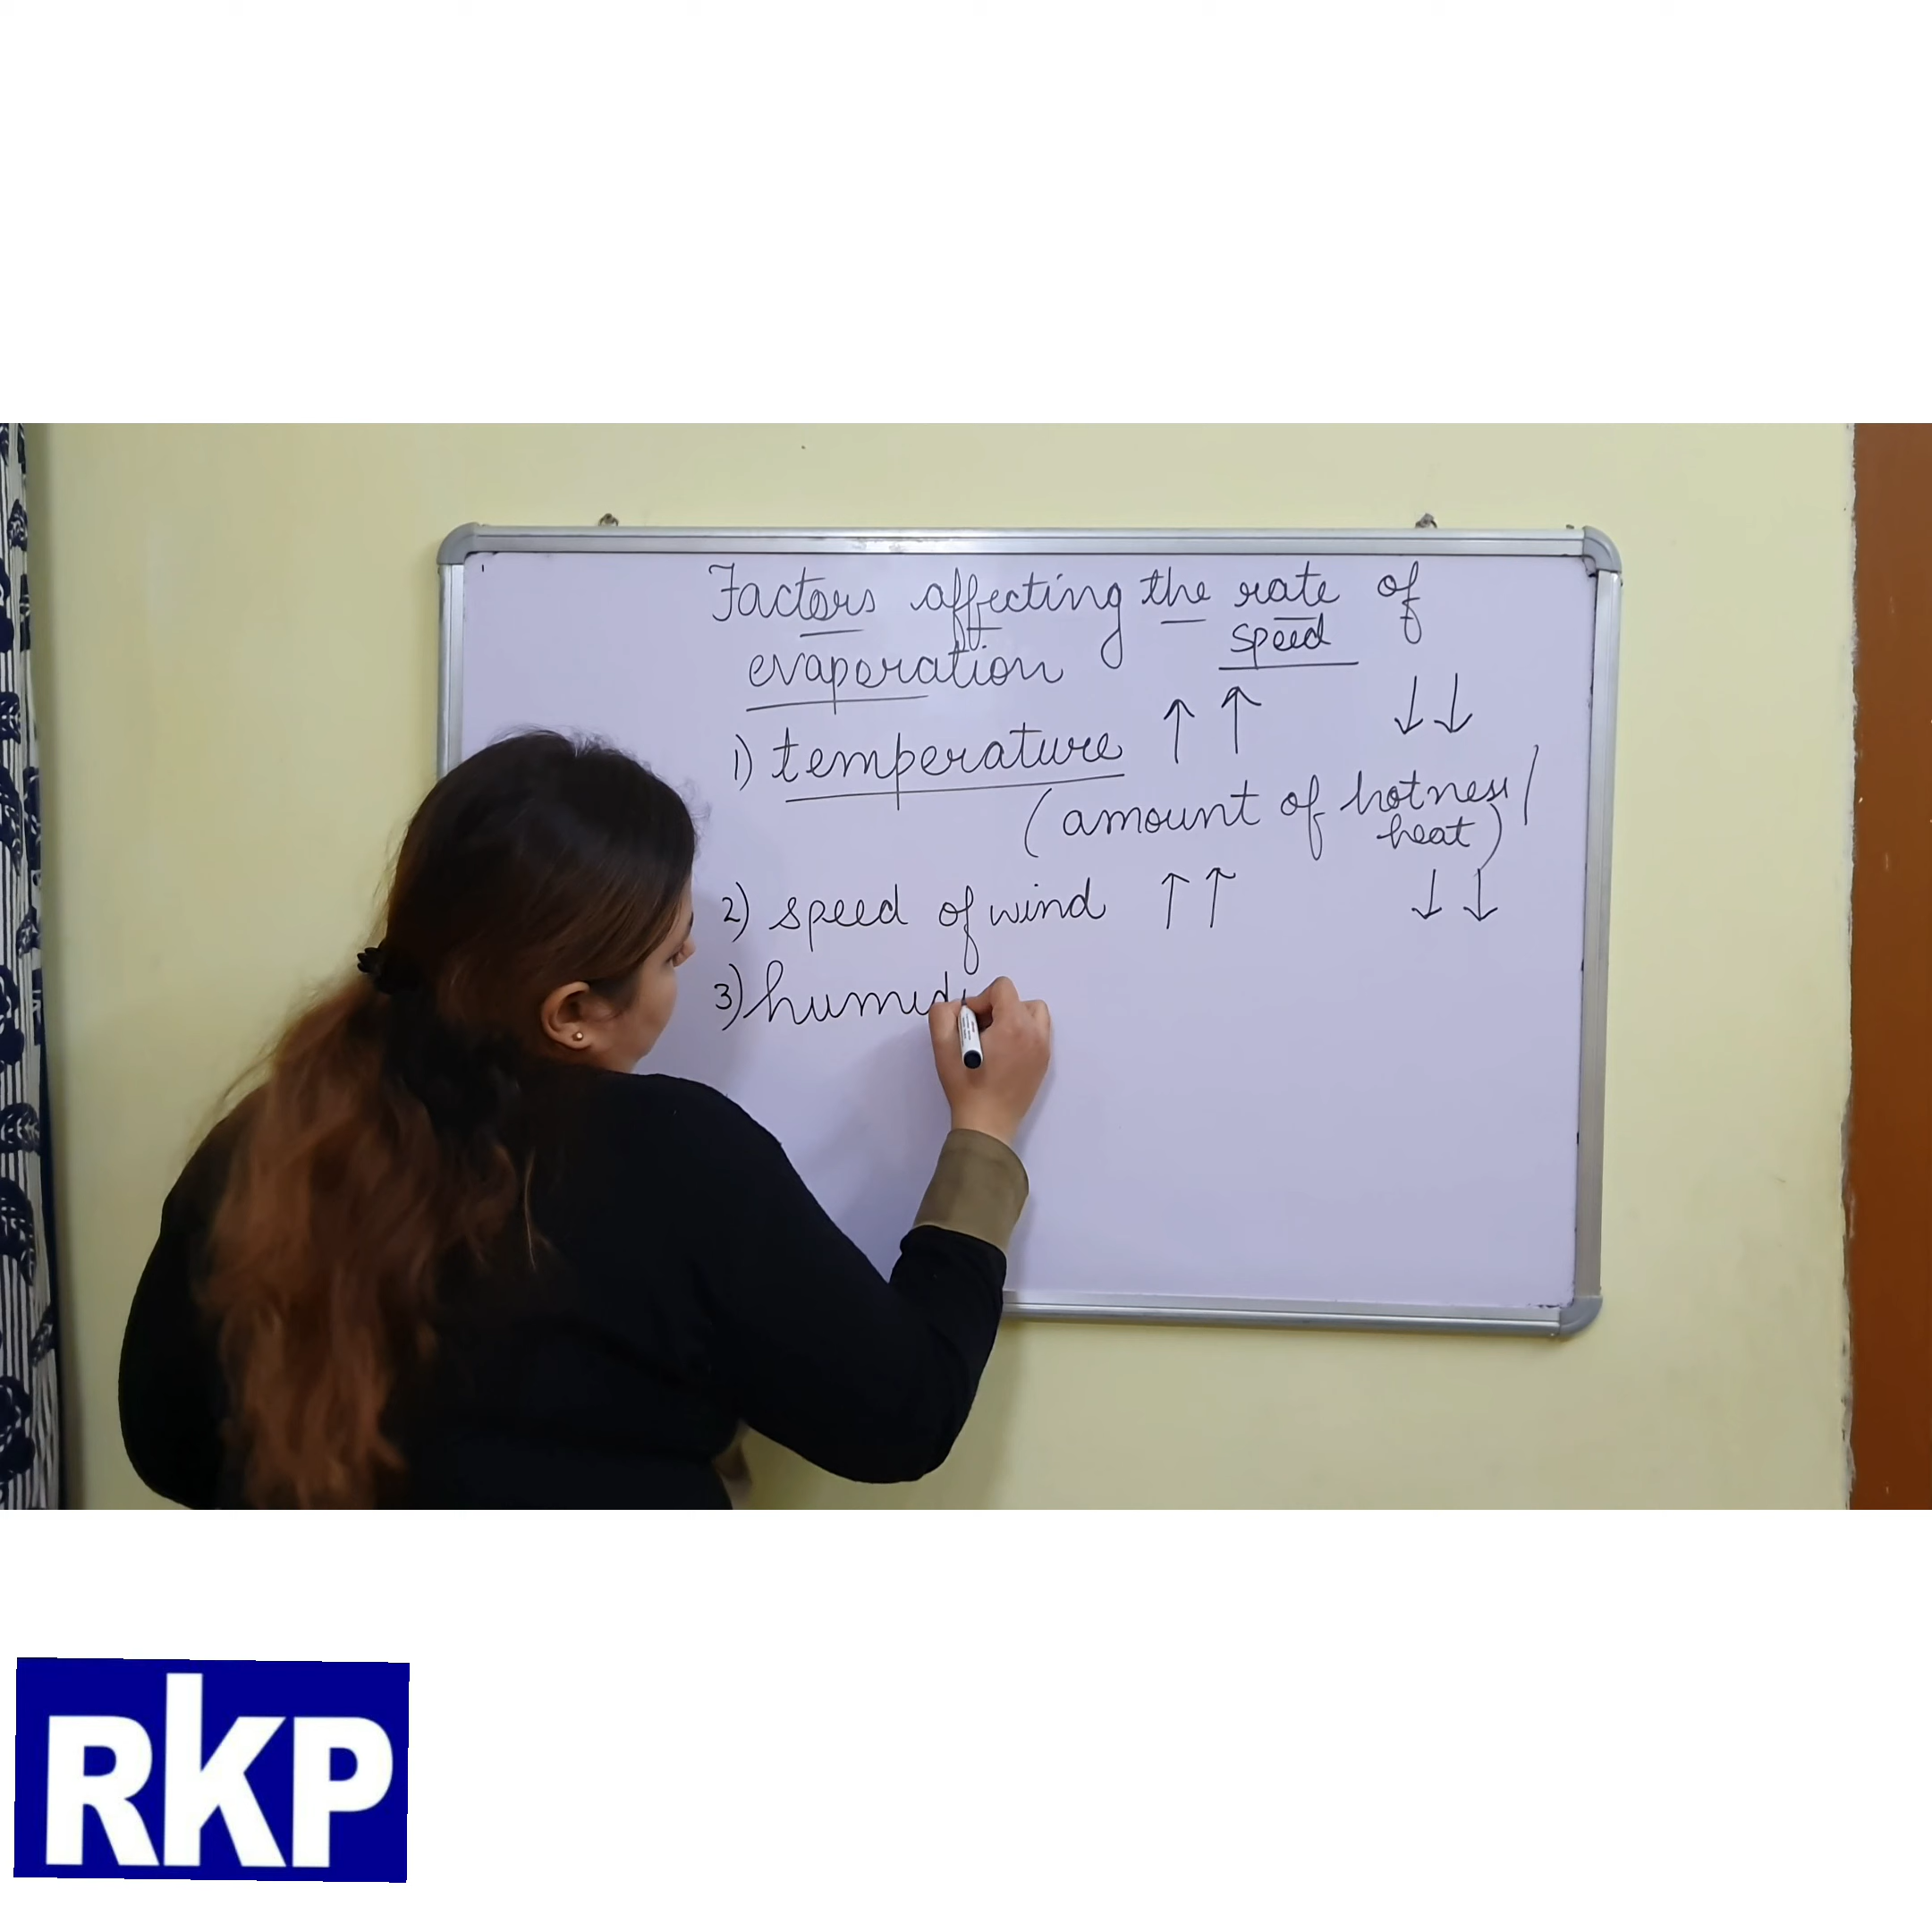 Factors affecting the rate of
speed
evaporation
1) temperature ↑ ↑ ↓ ↓
(amount of hotness/
heat)
2) speed of wind ↑ ↑ ↓ ↓
3) humidi
RKP